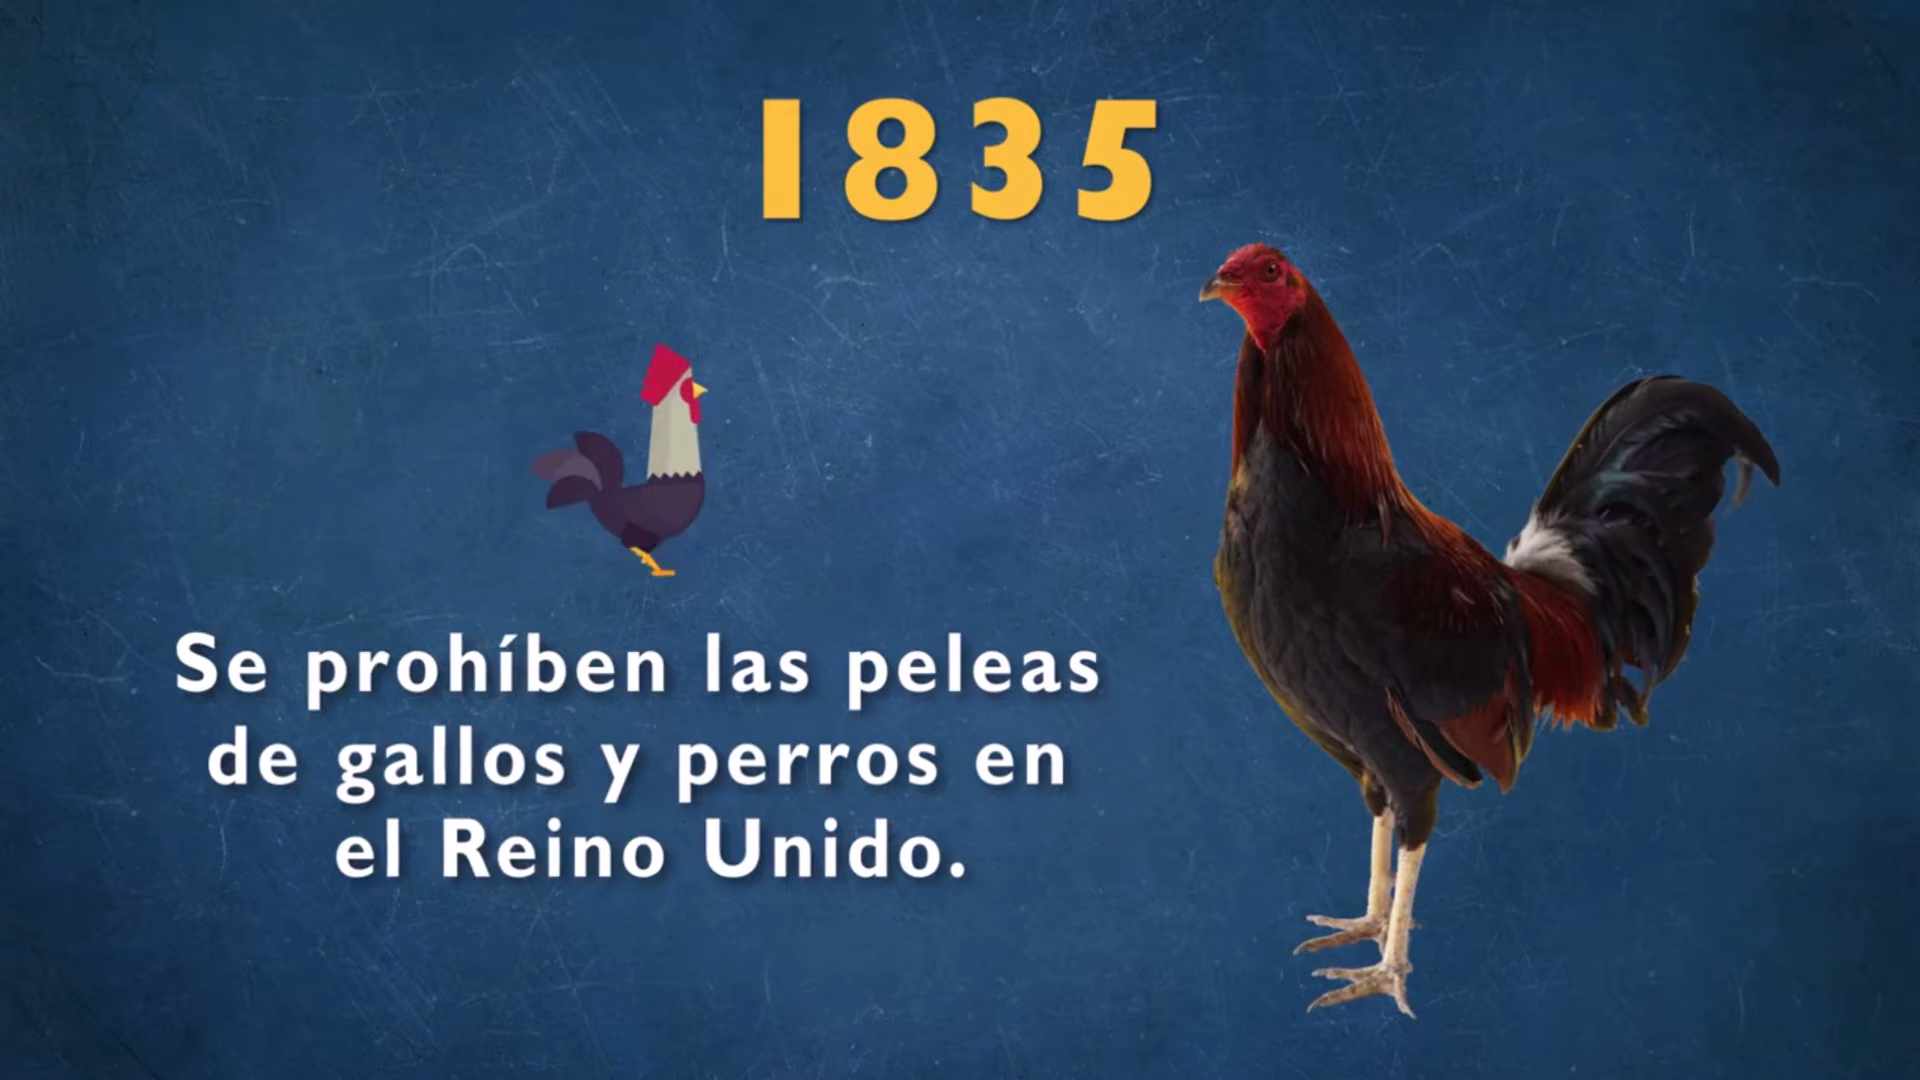 1835
Se prohíben las peleas
de gallos y perros en
el Reino Unido.